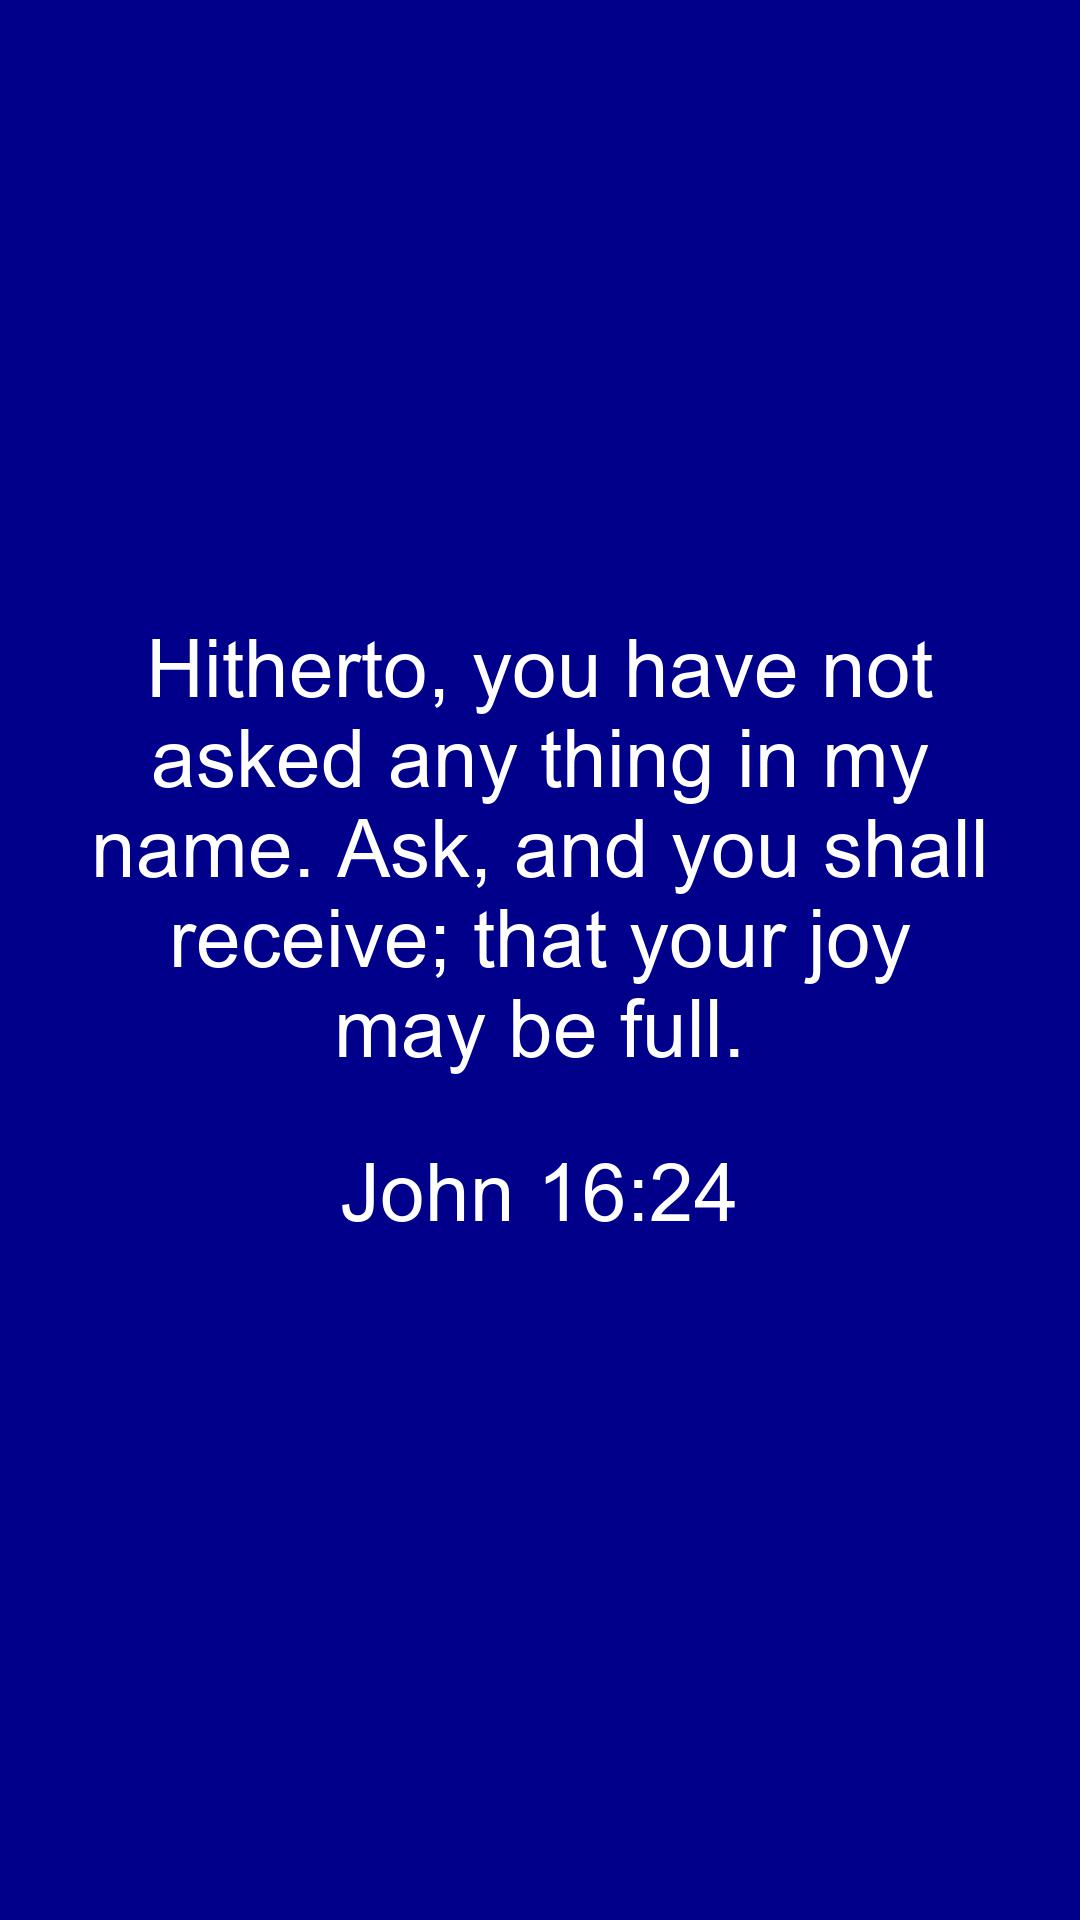 Hitherto, you have not
asked any thing in my
name. Ask, and you shall
receive; that your joy
may be full.
John 16:24